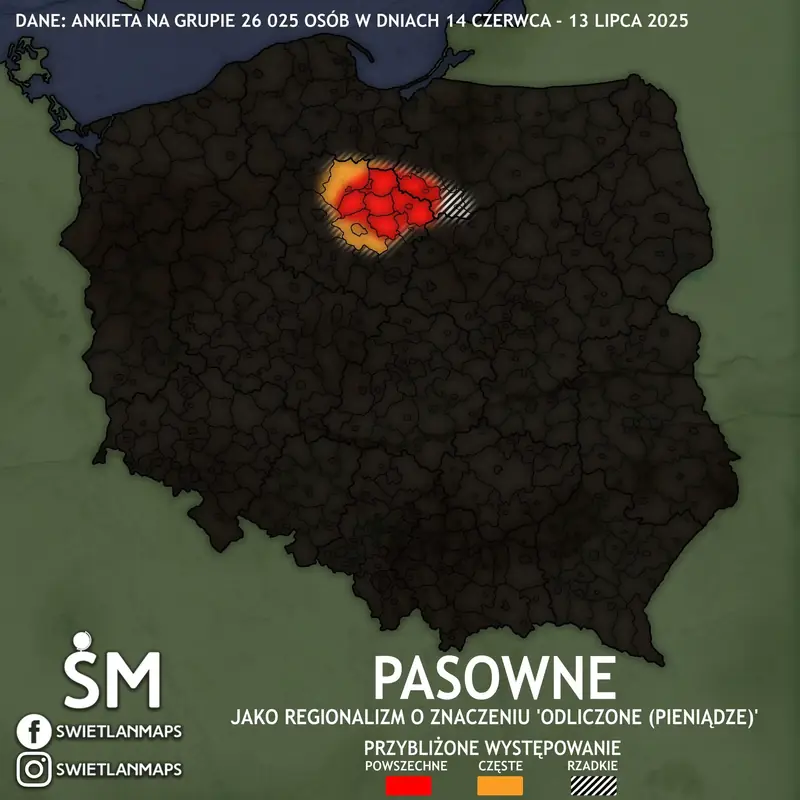 DANE: ANKIETA NA GRUPIE 26 025 OSÓB W DNIACH 14 CZERWCA - 13 LIPCA 2025
ŚM
PASOWNE
JAKO REGIONALIZM O ZNACZENIU 'ODLICZONE (PIENIĄDZE)'
SWIETLANMAPS
PRZYBLIŻONE WYSTĘPOWANIE
POWSZECHNE CZĘSTE RZADKIE
SWIETLANMAPS